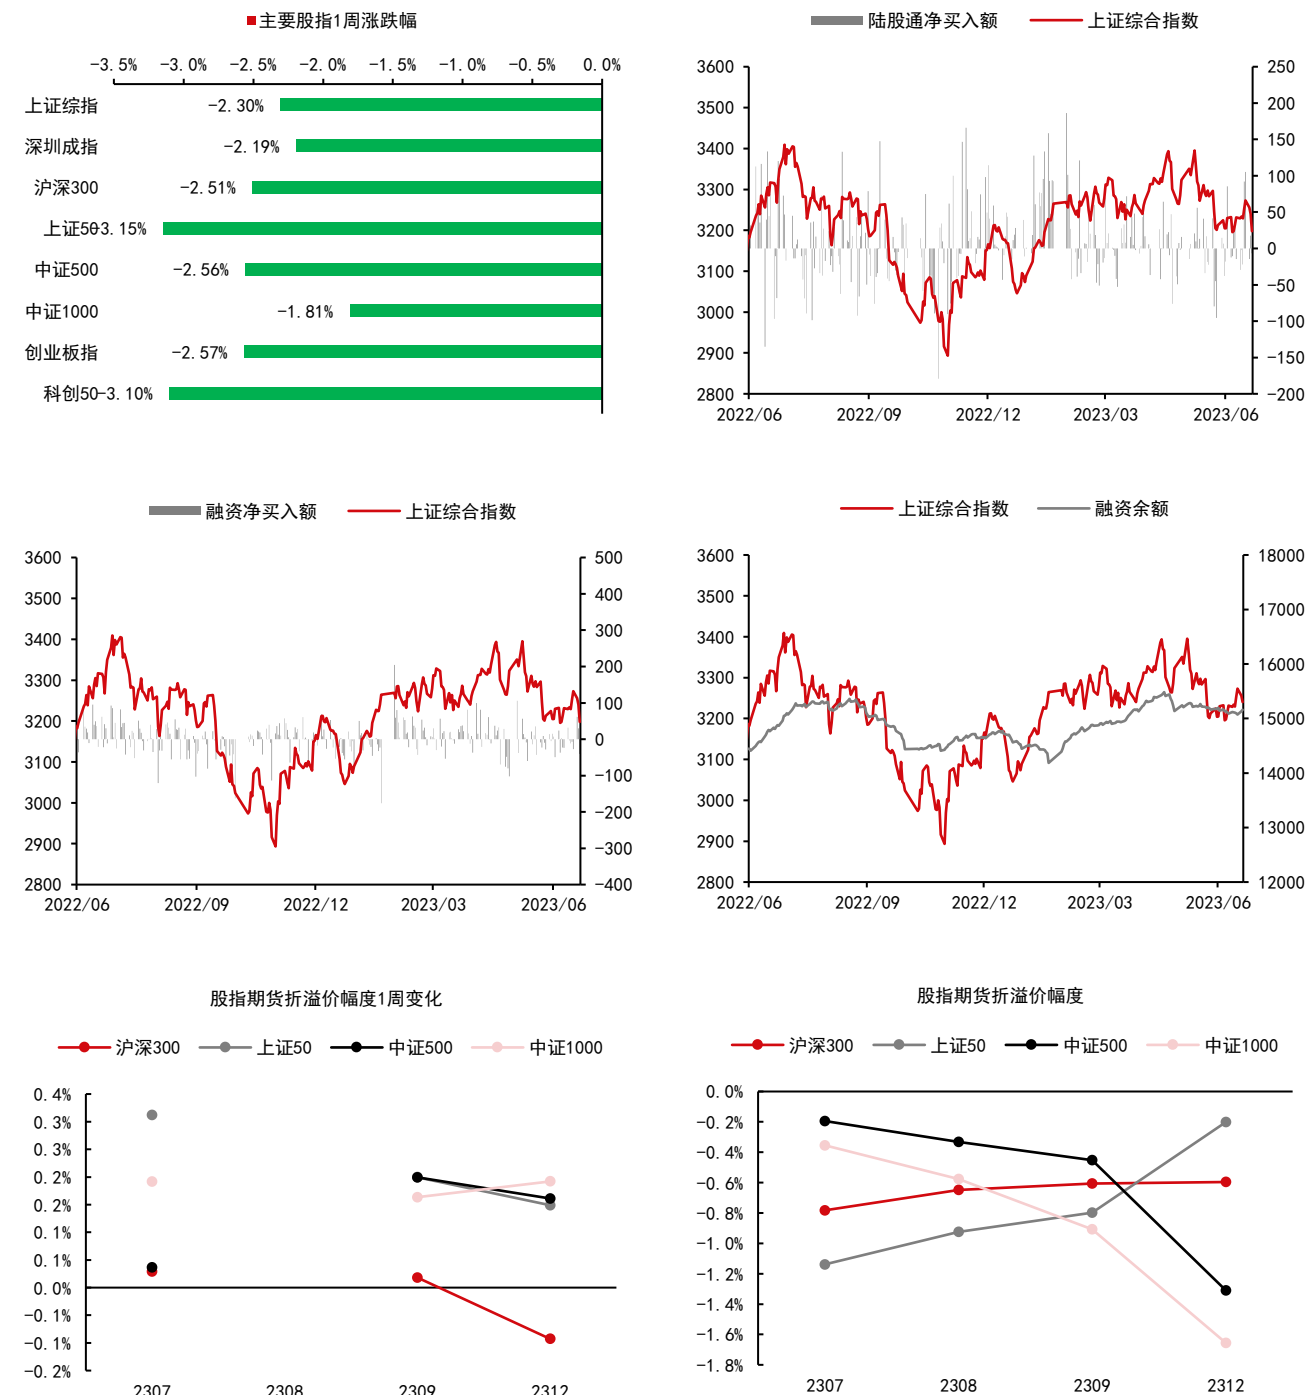 主要股指1周涨跌幅
-3.5% -3.0% -2.5% -2.0% -1.5% -1.0% -0.5% 0.0%
上证综指 -2.30%
深圳成指 -2.19%
沪深300 -2.51%
上证50 -3.15%
中证500 -2.56%
中证1000 -1.81%
创业板指 -2.57%
科创50 -3.10%
陆股通净买入额 上证综合指数
3600 250
3500 200
3400 150
3300 100
3200 50
3100 0
3000 -50
2900 -100
2800 -150
-200
2022/06 2022/09 2022/12 2023/03 2023/06
融资净买入额 上证综合指数
3600 500
3500 400
3400 300
3300 200
3200 100
3100 0
3000 -100
2900 -200
2800 -300
-400
2022/06 2022/09 2022/12 2023/03 2023/06
上证综合指数 融资余额
3600 18000
3500 17000
3400 16000
3300 15000
3200 14000
3100 13000
3000 12000
2900
2800
2022/06 2022/09 2022/12 2023/03 2023/06
股指期货折溢价幅度1周变化
沪深300 上证50 中证500 中证1000
0.4%
0.3%
0.3%
0.2%
0.2%
0.1%
0.1%
0.0%
-0.1%
-0.1%
-0.2%
2307 2308 2309 2312
股指期货折溢价幅度
沪深300 上证50 中证500 中证1000
0.0%
-0.2%
-0.4%
-0.6%
-0.8%
-1.0%
-1.2%
-1.4%
-1.6%
-1.8%
2307 2308 2309 2312